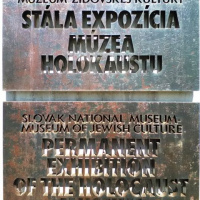 MÚZEUM ŽIDOVSKEJ KULTÚRY
STÁLA EXPOZÍCIA
MÚZEA
HOLOKAUSTU
SLOVAK NATIONAL MUSEUM-
MUSEUM OF JEWISH CULTURE
PERMANENT
EXHIBITION
OF THE HOLOCAUST